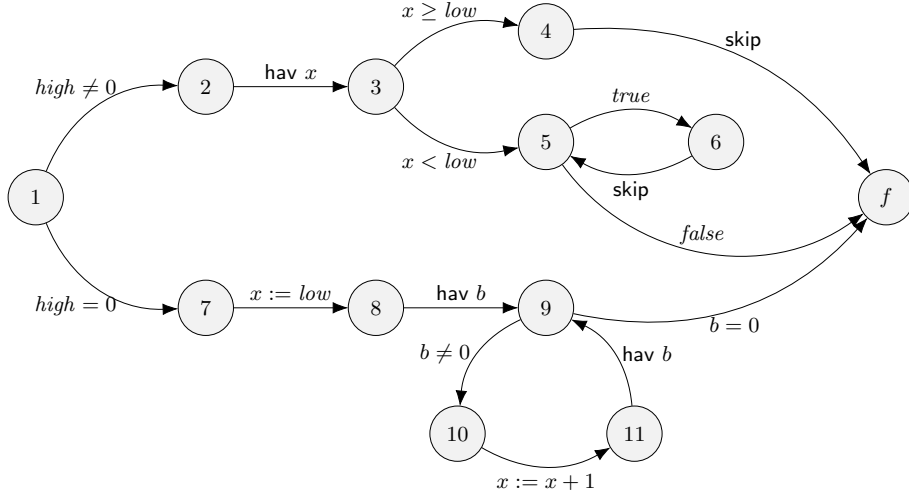 x ≥ low
4
skip
high ≠ 0
2
hav x
3
true
5
6
x < low
skip
1
f
false
high = 0
7
x := low
8
hav b
9
b = 0
b ≠ 0
hav b
10
11
x := x + 1